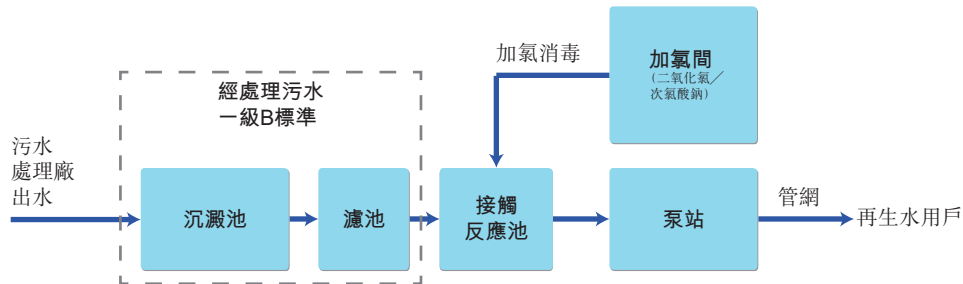 污水
處理廠
出水
經處理污水
一級B標準
沉澱池
濾池
加氯消毒
加氯間
(二氧化氯／
次氯酸鈉)
接觸
反應池
泵站
管網
再生水用戶